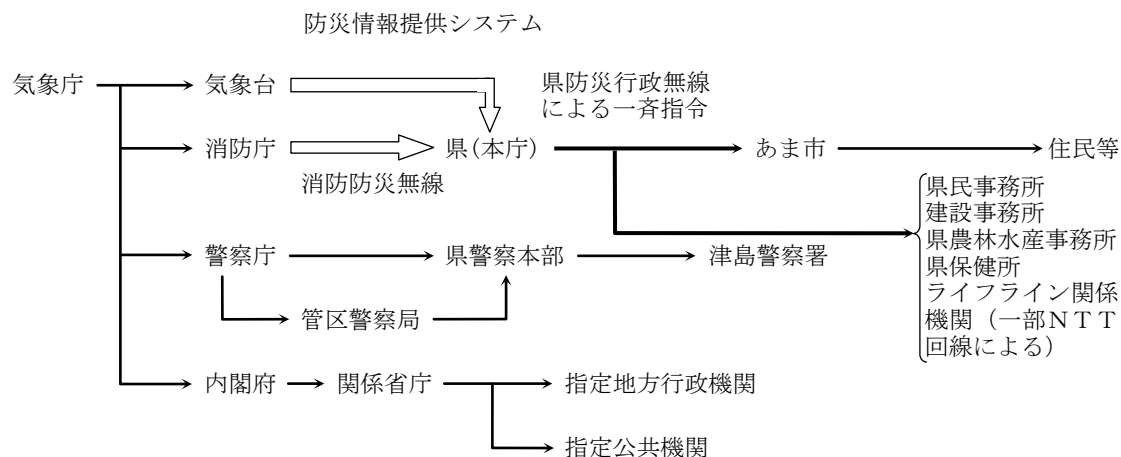 防災情報提供システム
気象庁
気象台
県防災行政無線
による一斉指令
消防庁
県(本庁)
あま市
住民等
消防防災無線
県民事務所
建設事務所
県農林水産事務所
県保健所
ライフライン関係
機関（一部ＮＴＴ
回線による）
警察庁
県警察本部
津島警察署
管区警察局
内閣府
関係省庁
指定地方行政機関
指定公共機関